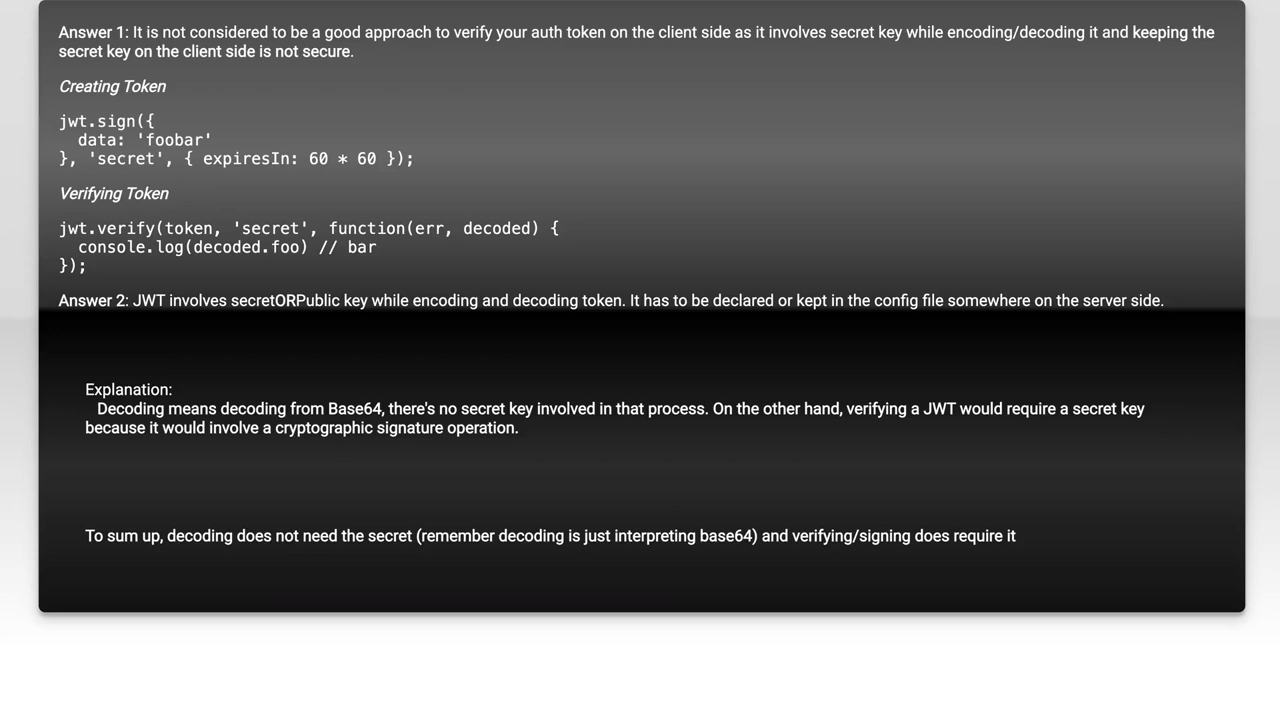 Answer 1: It is not considered to be a good approach to verify your auth token on the client side as it involves secret key while encoding/decoding it and keeping the
secret key on the client side is not secure.
Creating Token
jwt.sign({
  data: 'foobar'
}, 'secret', { expiresIn: 60 * 60 });
Verifying Token
jwt.verify(token, 'secret', function(err, decoded) {
  console.log(decoded.foo) // bar
});
Answer 2: JWT involves secretORPublic key while encoding and decoding token. It has to be declared or kept in the config file somewhere on the server side.
Explanation:
Decoding means decoding from Base64, there's no secret key involved in that process. On the other hand, verifying a JWT would require a secret key
because it would involve a cryptographic signature operation.
To sum up, decoding does not need the secret (remember decoding is just interpreting base64) and verifying/signing does require it